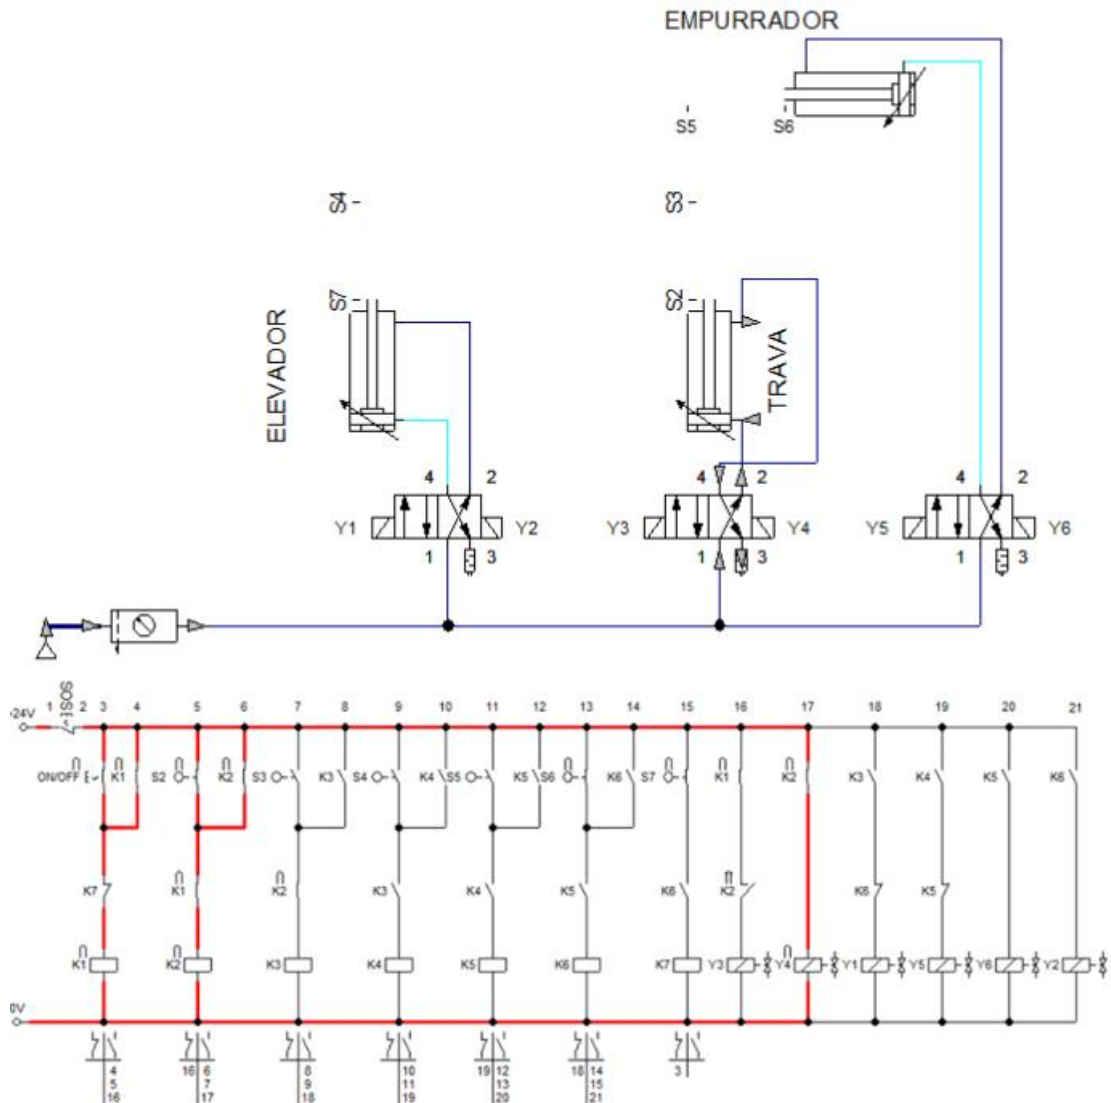 EMPURRADOR
S5 S6
S4 S3
S7 S2
ELEVADOR TRAVA
4 2 4 2 4 2
Y1 Y2 Y3 Y4 Y5 Y6
1 3 1 3 1 3
SOSE
1 2 3 4 5 6 7 8 9 10 11 12 13 14 15 16 17 18 19 20 21
24V
ON/OFF E K1 S2 K2 S3 K3 S4 K4 S5 K5 S6 K6 S7 K1 K2 K3 K4 K5 K6
K7 K1 K2 K3 K4 K5 K6 K2 K6 K5
K1 K2 K3 K4 K5 K6 K7 Y3 Y4 Y1 Y5 Y6 Y2
0V
4 16 6 8 10 19 12 18 14 3
5 7 9 11 13 15
16 17 18 19 20 21